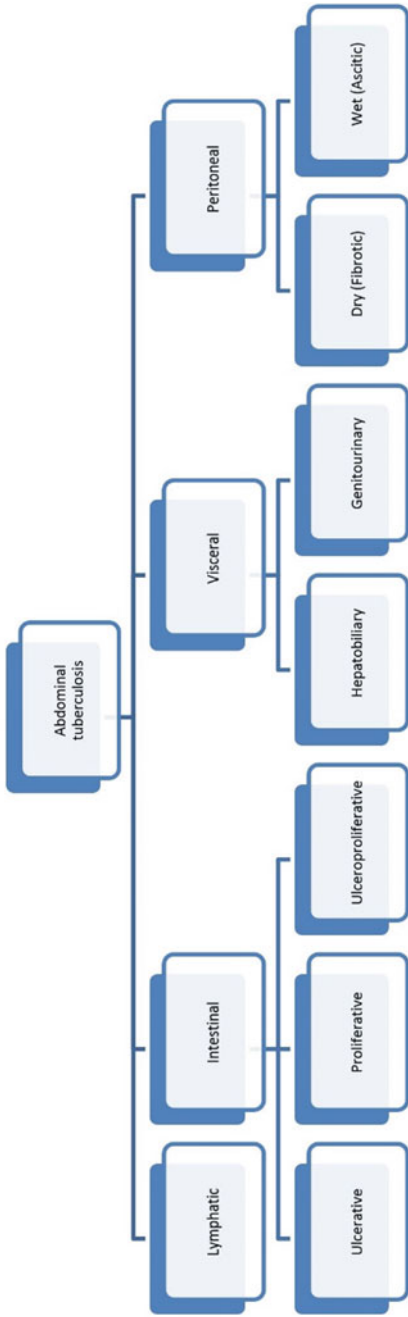 Abdominal
tuberculosis
Lymphatic
Intestinal
Visceral
Peritoneal
Ulcerative
Proliferative
Ulceroproliferative
Hepatobiliary
Genitourinary
Dry (Fibrotic)
Wet (Ascitic)